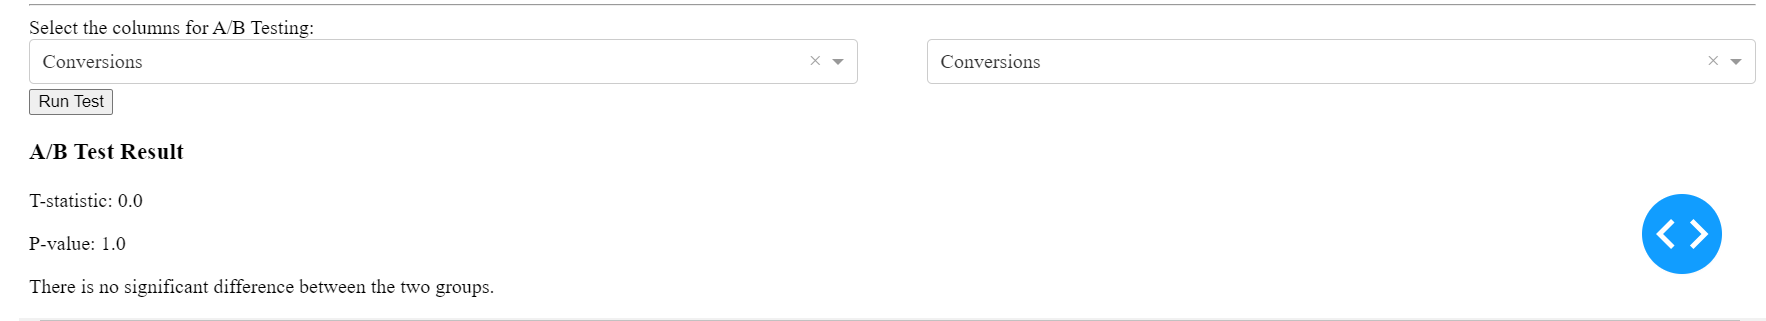 Select the columns for A/B Testing:
Conversions
Conversions
Run Test
A/B Test Result
T-statistic: 0.0
P-value: 1.0
There is no significant difference between the two groups.